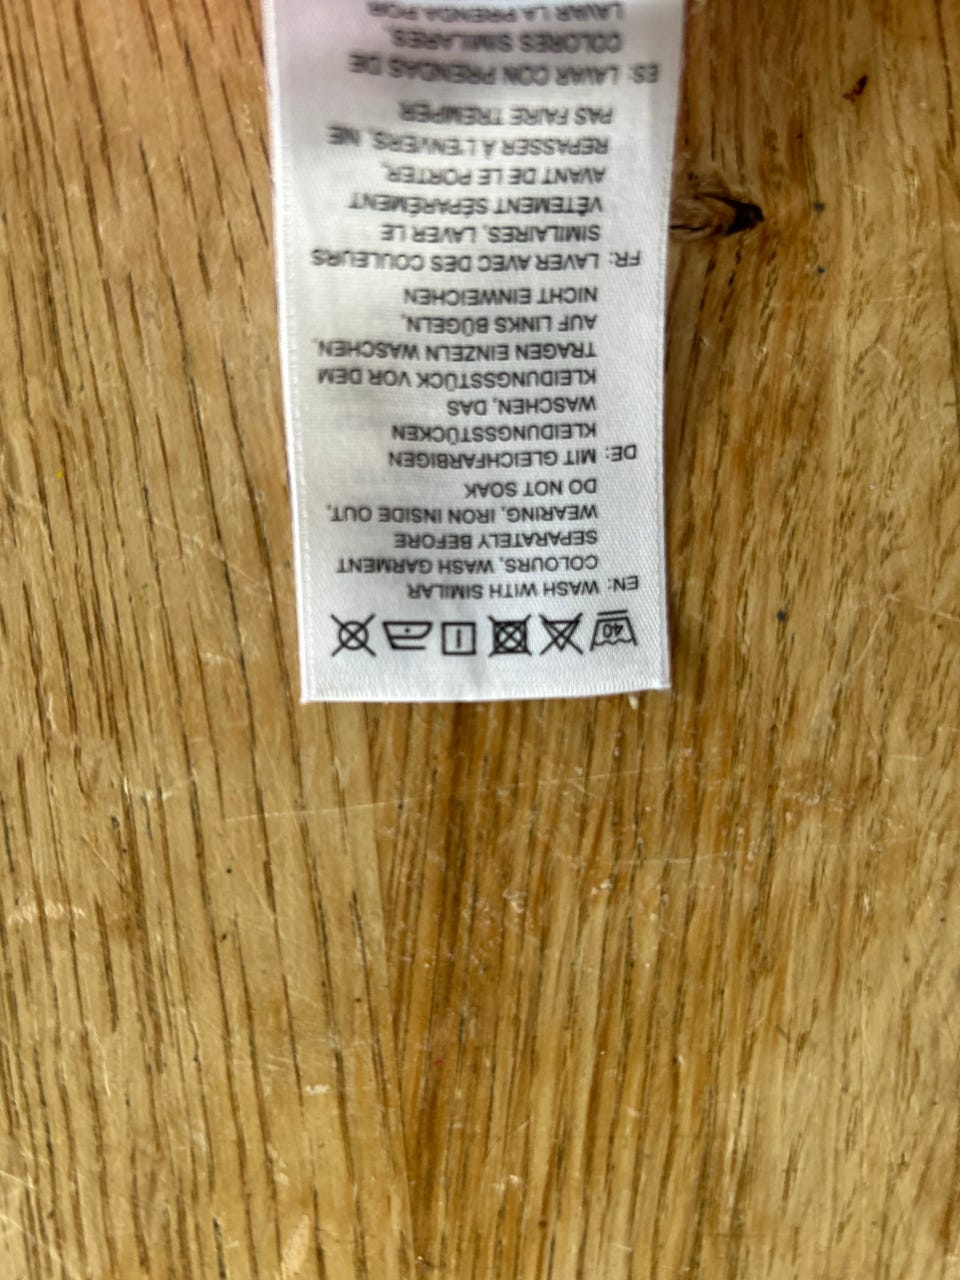 40
EN: WASH WITH SIMILAR
COLOURS, WASH GARMENT
SEPARATELY BEFORE
WEARING, IRON INSIDE OUT,
DO NOT SOAK
DE: MIT GLEICHFARBIGEN
KLEIDUNGSSTÜCKEN
WASCHEN, DAS
KLEIDUNGSSTÜCK VOR DEM
TRAGEN EINZELN WASCHEN,
AUF LINKS BÜGELN,
NICHT EINWEICHEN
FR: LAVER AVEC DES COULEURS
SIMILAIRES, LAVER LE
VÊTEMENT SÉPARÉMENT
AVANT DE LE PORTER,
REPASSER À L'ENVERS, NE
PAS FAIRE TREMPER
ES: LAVAR CON PRENDAS DE
COLORES SIMILARES,
LAVAR LA PRENDA POR